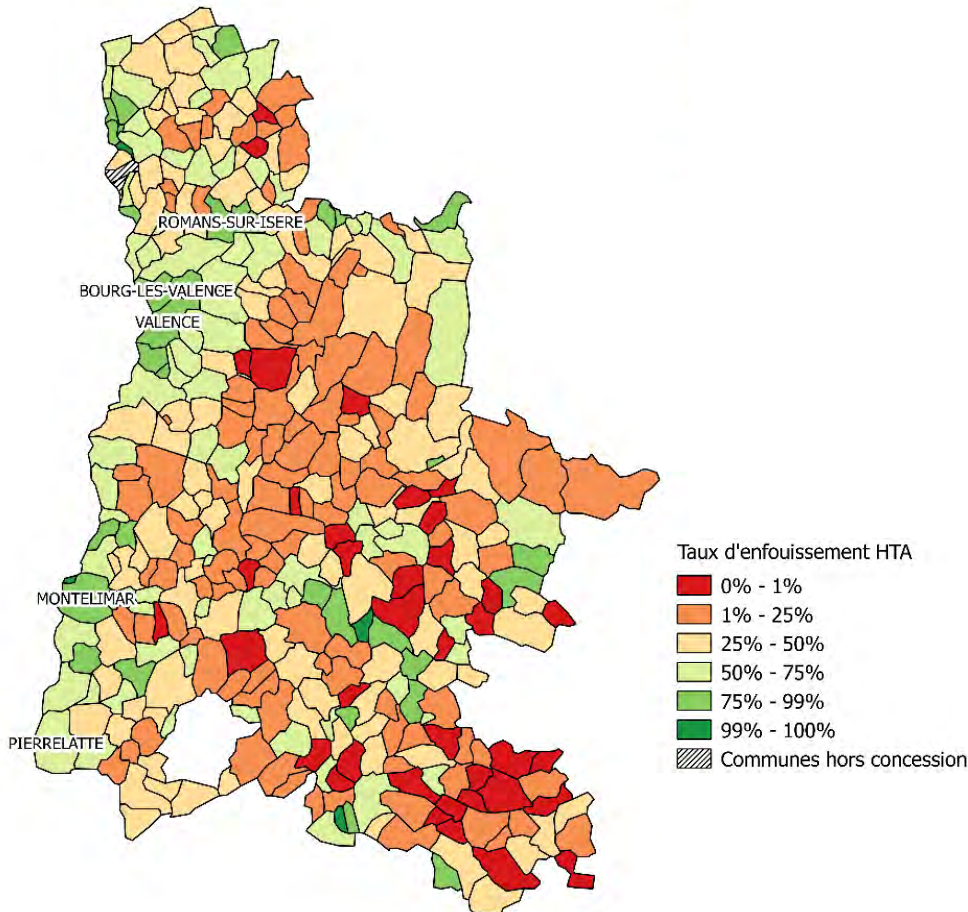 ROMANS-SUR-ISERE
BOURG-LES-VALENCE
VALENCE
MONTELIMAR
PIERRELATTE
Taux d'enfouissement HTA
0% - 1%
1% - 25%
25% - 50%
50% - 75%
75% - 99%
99% - 100%
Communes hors concession